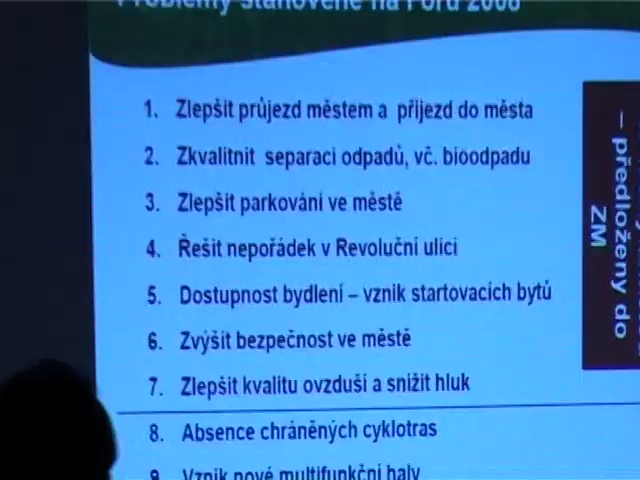 Problémy stanovené na Fóru 2008
1. Zlepšit průjezd městem a přijezd do města
2. Zkvalitnit separaci odpadů, vč. bioodpadu
3. Zlepšit parkování ve městě
4. Řešit nepořádek v Revoluční ulici
5. Dostupnost bydlení – vznik startovacích bytů
6. Zvýšit bezpečnost ve městě
7. Zlepšit kvalitu ovzduší a snížit hluk
8. Absence chráněných cyklotras
9. Vznik nové multifunkční haly
– předloženy do
ZM